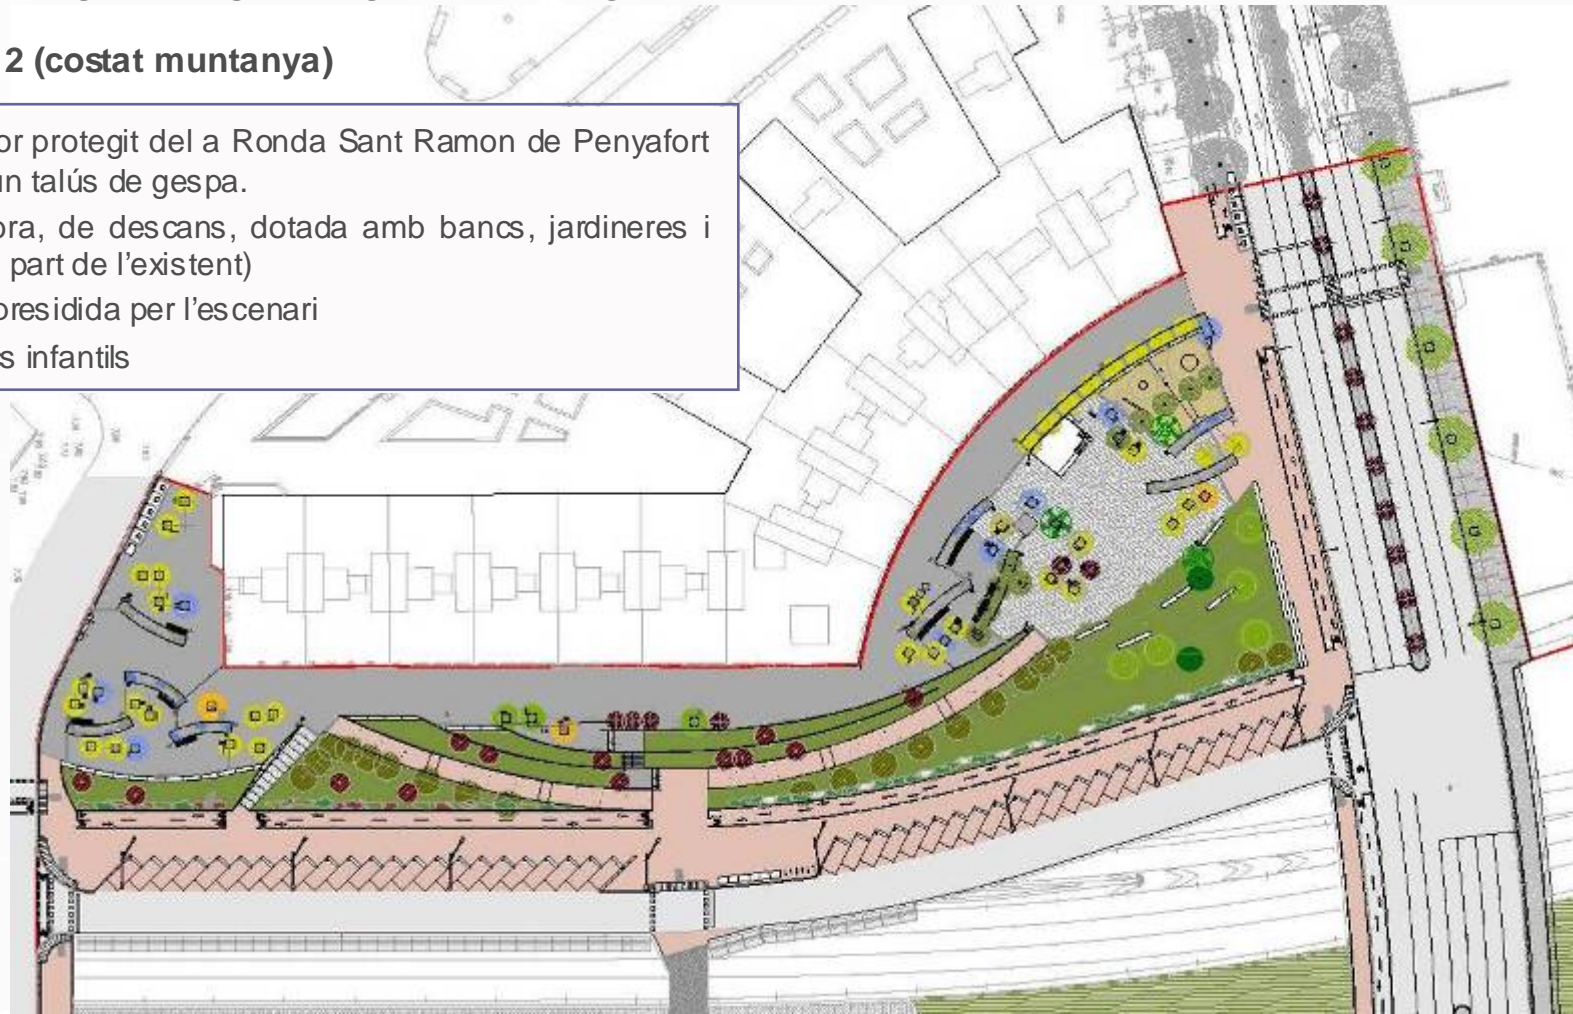 2 (costat muntanya)
or protegit del a Ronda Sant Ramon de Penyafort
un talús de gespa.
ora, de descans, dotada amb bancs, jardineres i
part de l'existent)
presidida per l'escenari
s infantils